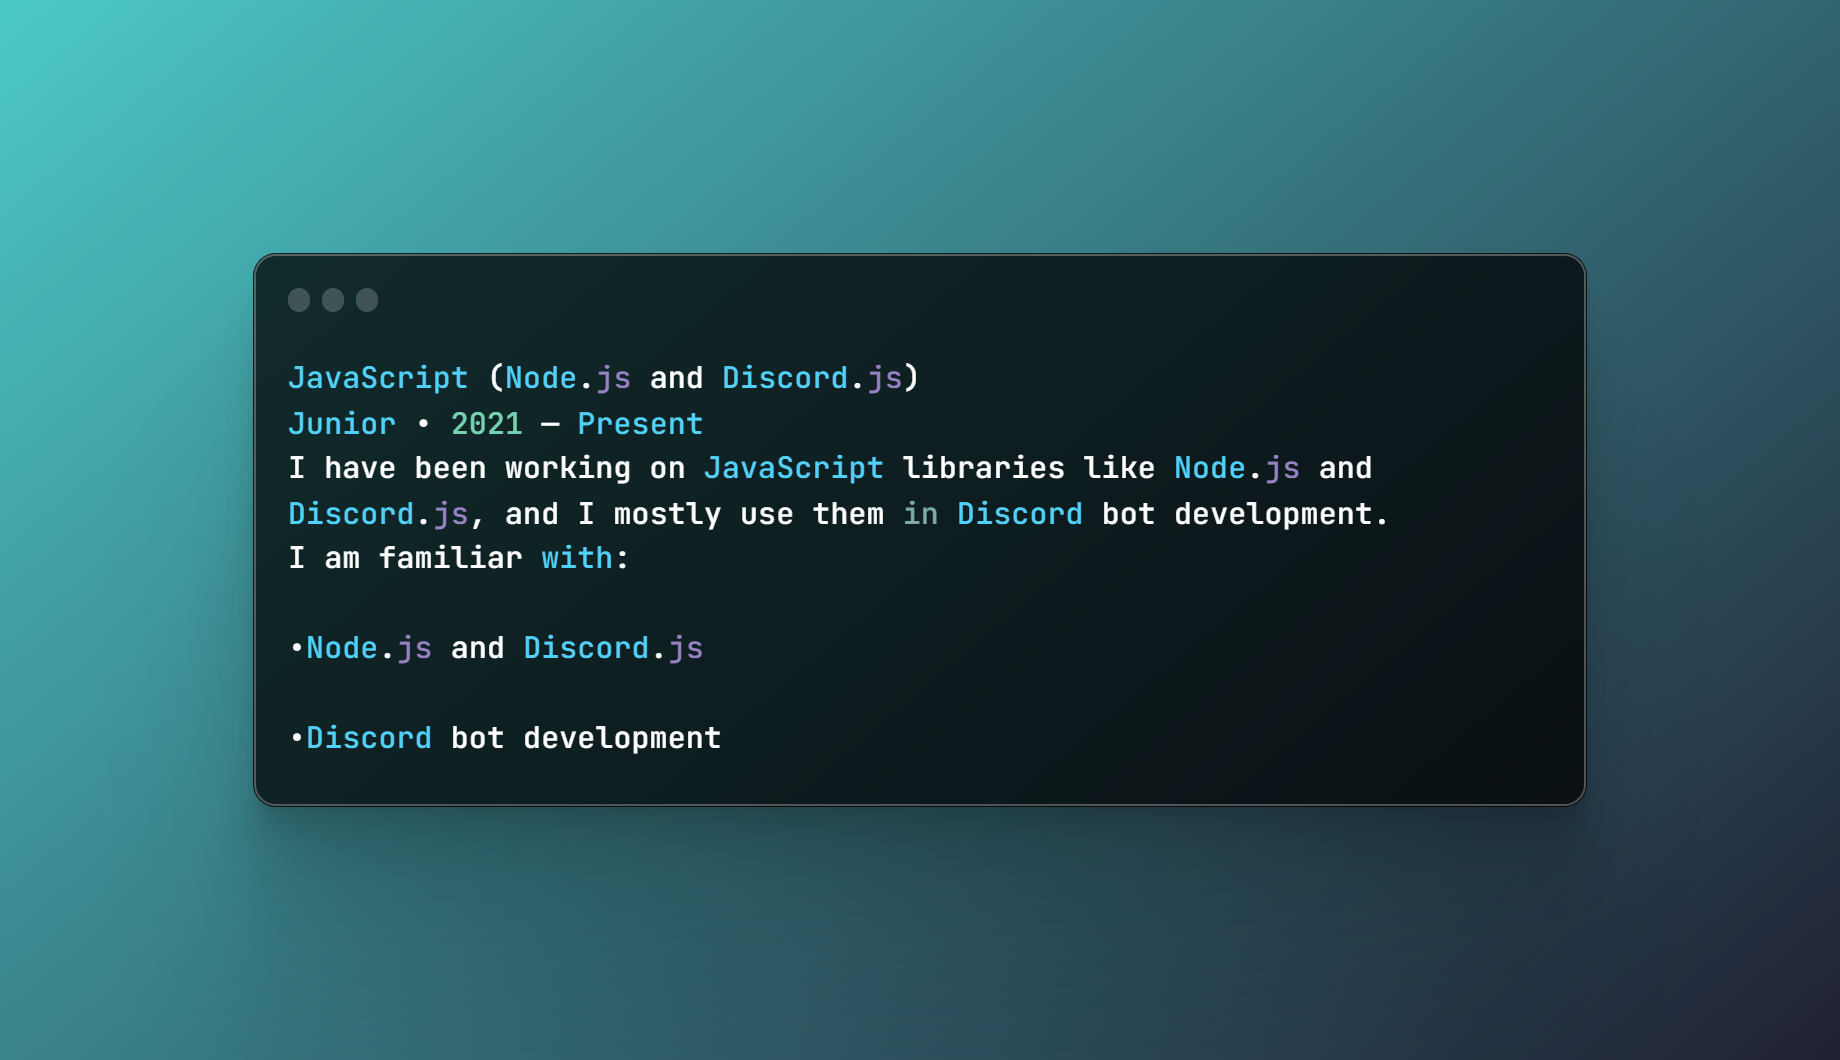 JavaScript (Node.js and Discord.js)
Junior • 2021 — Present
I have been working on JavaScript libraries like Node.js and
Discord.js, and I mostly use them in Discord bot development.
I am familiar with:
•Node.js and Discord.js
•Discord bot development